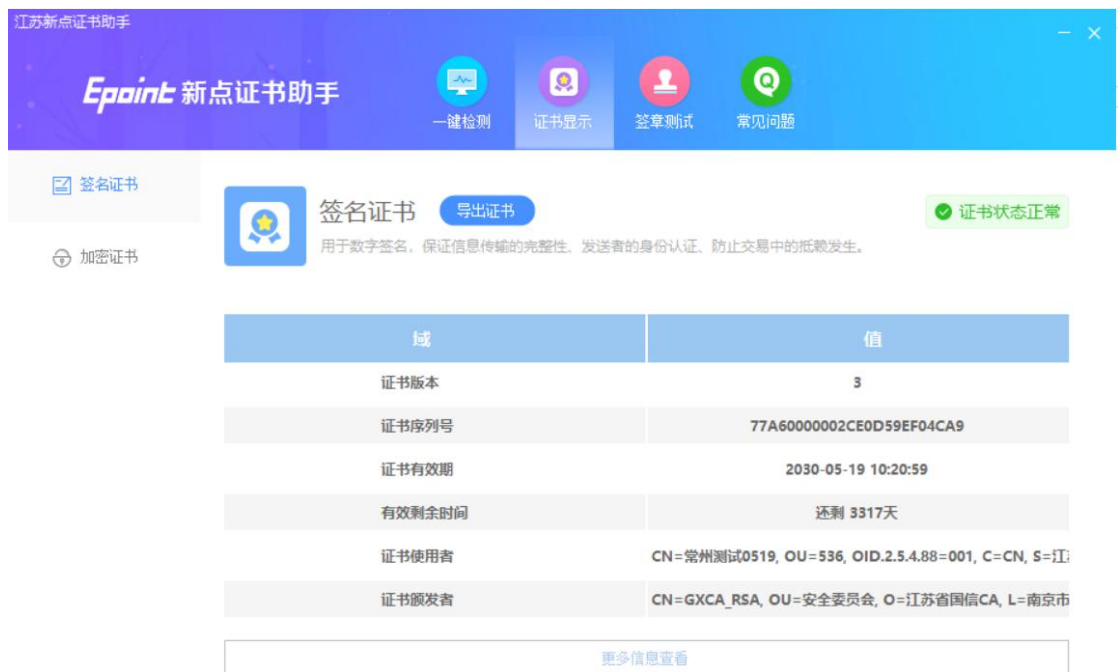 江苏新点证书助手
Epoint 新点证书助手
一键检测
证书显示
签章测试
常见问题
签名证书
加密证书
签名证书
导出证书
证书状态正常
用于数字签名，保证信息传输的完整性、发送者的身份认证、防止交易中的抵赖发生。
域 值
证书版本 3
证书序列号 77A60000002CE0D59EF04CA9
证书有效期 2030-05-19 10:20:59
有效剩余时间 还剩 3317天
证书使用者 CN=常州测试0519, OU=536, OID.2.5.4.88=001, C=CN, S=江
证书颁发者 CN=GXCA_RSA, OU=安全委员会, O=江苏省国信CA, L=南京市
更多信息查看